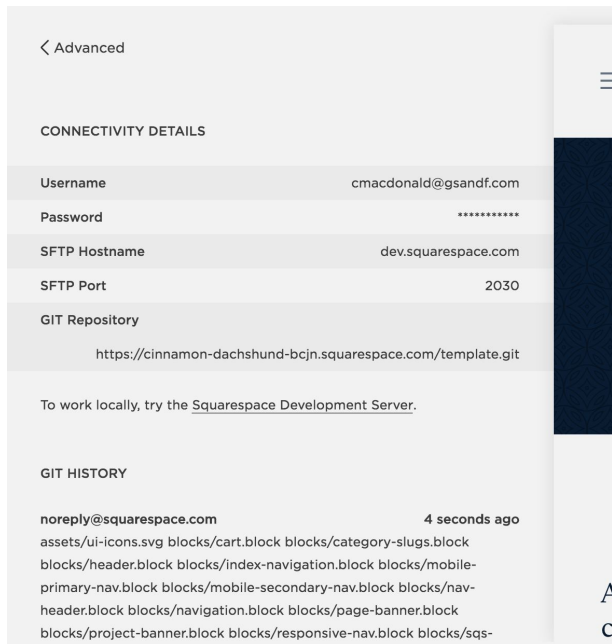 Advanced
CONNECTIVITY DETAILS
Username cmacdonald@gsandf.com
Password ***********
SFTP Hostname dev.squarespace.com
SFTP Port 2030
GIT Repository
https://cinnamon-dachshund-bcjn.squarespace.com/template.git
To work locally, try the Squarespace Development Server.
GIT HISTORY
noreply@squarespace.com 4 seconds ago
assets/ui-icons.svg blocks/cart.block blocks/category-slugs.block
blocks/header.block blocks/index-navigation.block blocks/mobile-
primary-nav.block blocks/mobile-secondary-nav.block blocks/nav-
header.block blocks/navigation.block blocks/page-banner.block
blocks/project-banner.block blocks/responsive-nav.block blocks/sqs-